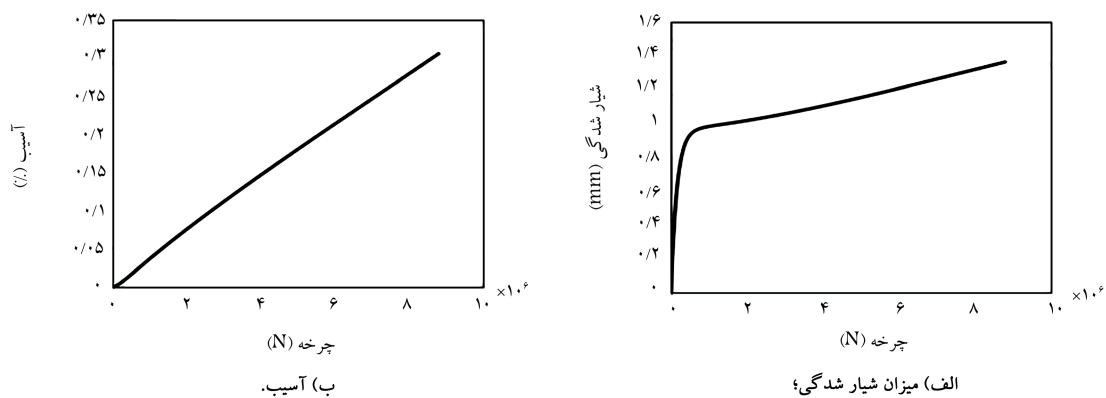 ۱/۶
۱/۴
۱/۲
۱
۰/۸
۰/۶
۰/۴
۰/۲
۰
شیار شدگی (mm)
۰ ۲ ۴ ۶ ۸ ۱۰ ×۱۰⁶
چرخه (N)
الف) میزان شیار شدگی؛
۰/۳۵
۰/۳
۰/۲۵
۰/۲
۰/۱۵
۰/۱
۰/۰۵
۰
آسیب (٪)
۰ ۲ ۴ ۶ ۸ ۱۰ ×۱۰⁶
چرخه (N)
ب) آسیب.